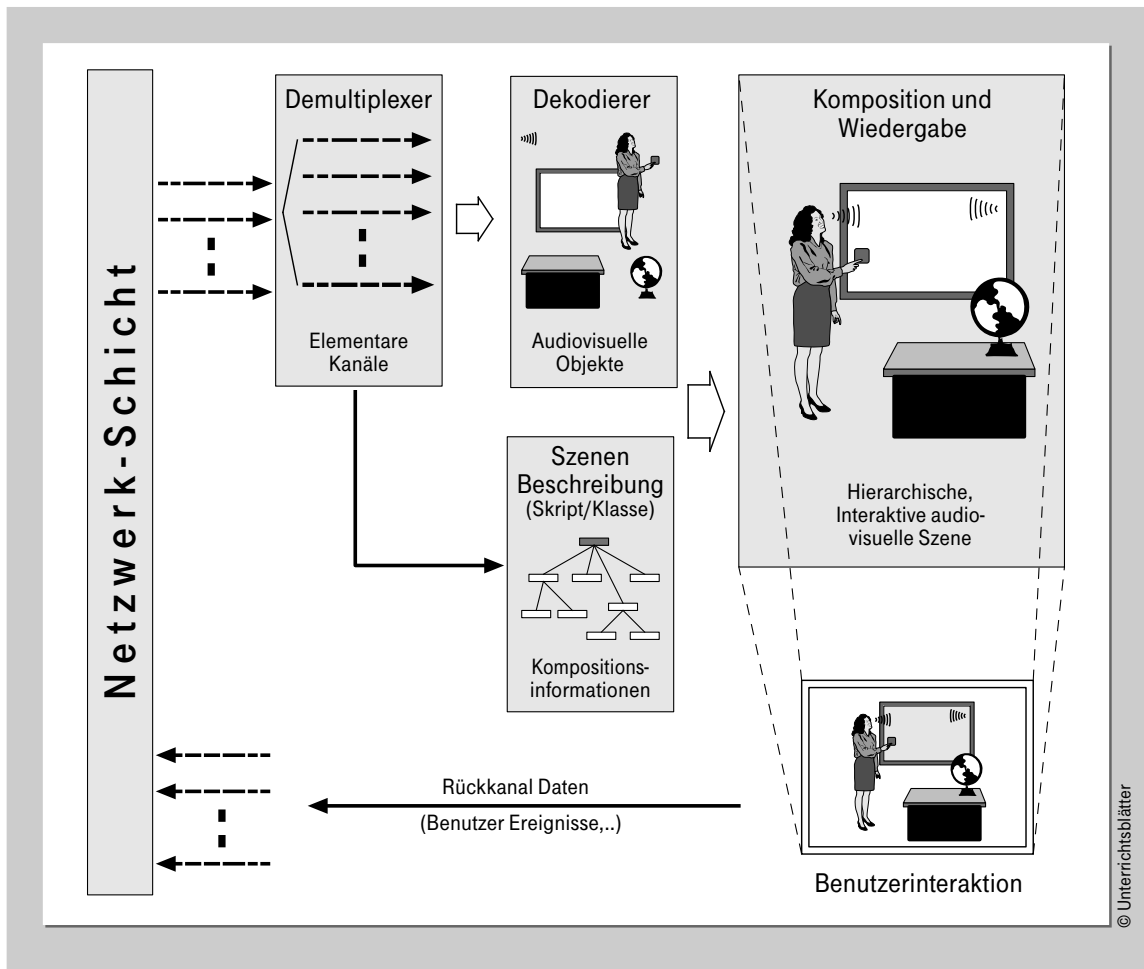 Netzwerk-Schicht
Demultiplexer
Elementare
Kanäle
Dekodierer
Audiovisuelle
Objekte
Szenen
Beschreibung
(Skript/Klasse)
Kompositions-
informationen
Komposition und
Wiedergabe
Hierarchische,
Interaktive audio-
visuelle Szene
Rückkanal Daten
(Benutzer Ereignisse,..)
Benutzerinteraktion
© Unterrichtsblätter